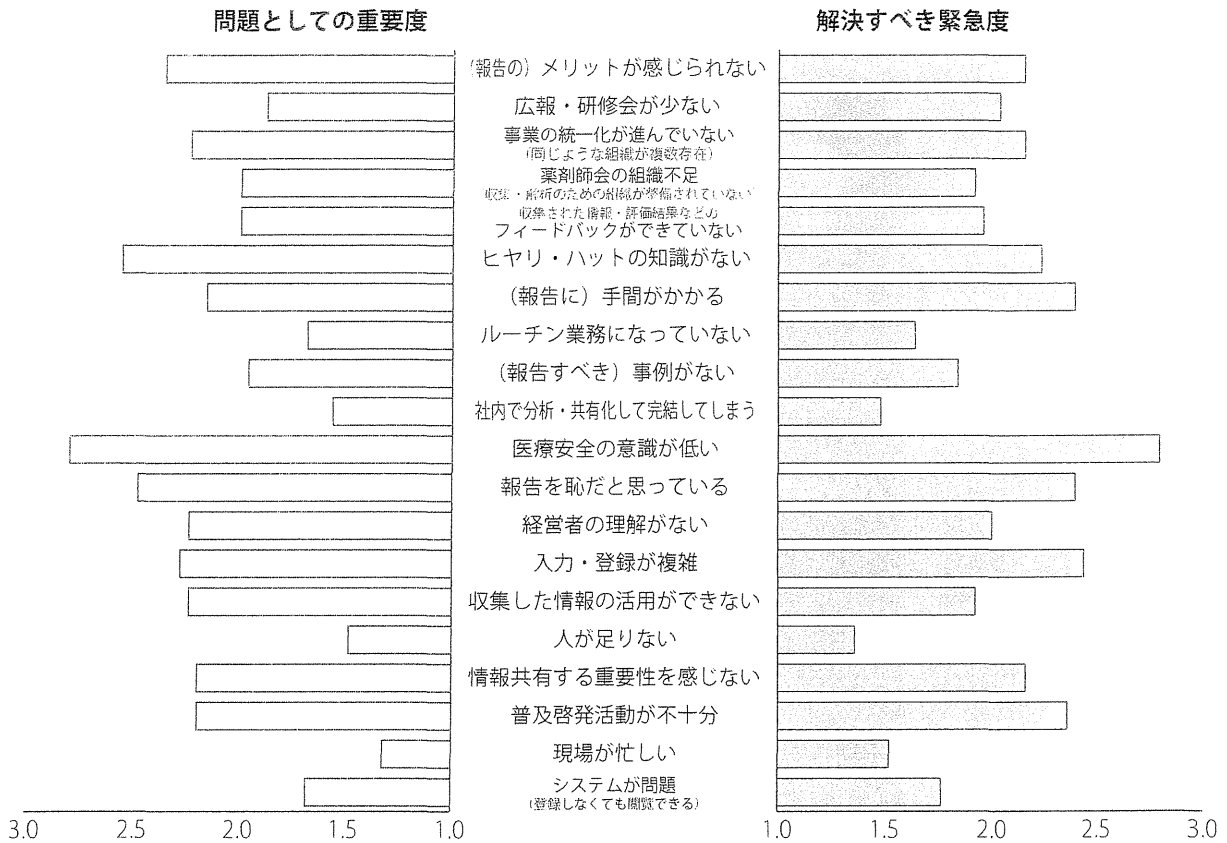 問題としての重要度
解決すべき緊急度
(報告の)メリットが感じられない
広報・研修会が少ない
事業の統一化が進んでいない
(同じような組織が複数存在)
薬剤師会の組織不足
収集・解析のための組織が整備されていない
収集された情報・評価結果などの
フィードバックができていない
ヒヤリ・ハットの知識がない
(報告に)手間がかかる
ルーチン業務になっていない
(報告すべき)事例がない
社内で分析・共有化して完結してしまう
医療安全の意識が低い
報告を恥だと思っている
経営者の理解がない
入力・登録が複雑
収集した情報の活用ができない
人が足りない
情報共有する重要性を感じない
普及啓発活動が不十分
現場が忙しい
システムが問題
(登録しなくても閲覧できる)
3.0 2.5 2.0 1.5 1.0
1.0 1.5 2.0 2.5 3.0